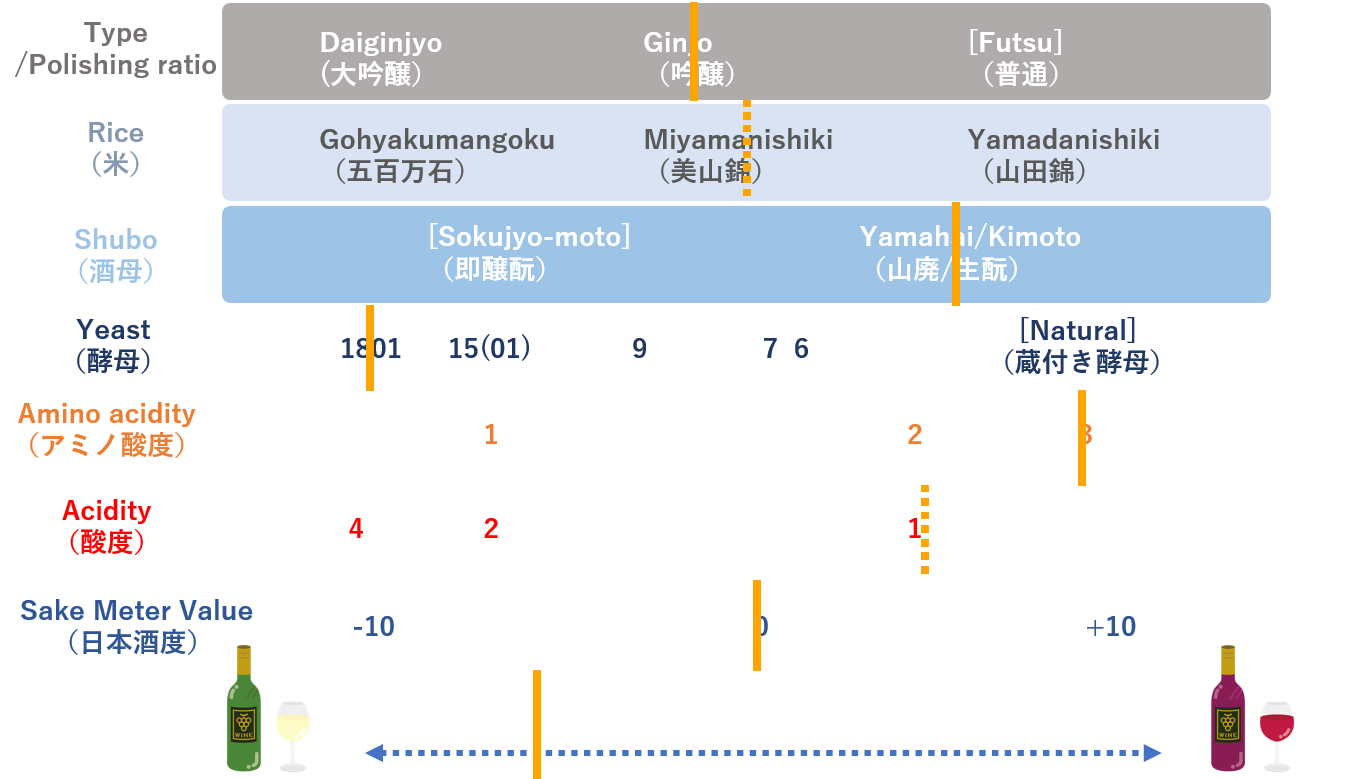 Type
/Polishing ratio
Daiginjyo
（大吟醸）
Ginjo
（吟醸）
[Futsu]
（普通）
Rice
（米）
Gohyakumangoku
（五百万石）
Miyamanishiki
（美山錦）
Yamadanishiki
（山田錦）
Shubo
（酒母）
[Sokujyo-moto]
（即醸酛）
Yamahai/Kimoto
（山廃/生酛）
Yeast
（酵母）
1801
15(01)
9
7 6
[Natural]
（蔵付き酵母）
Amino acidity
（アミノ酸度）
1
2
3
Acidity
（酸度）
4
2
1
Sake Meter Value
（日本酒度）
-10
0
+10
WINE
WINE